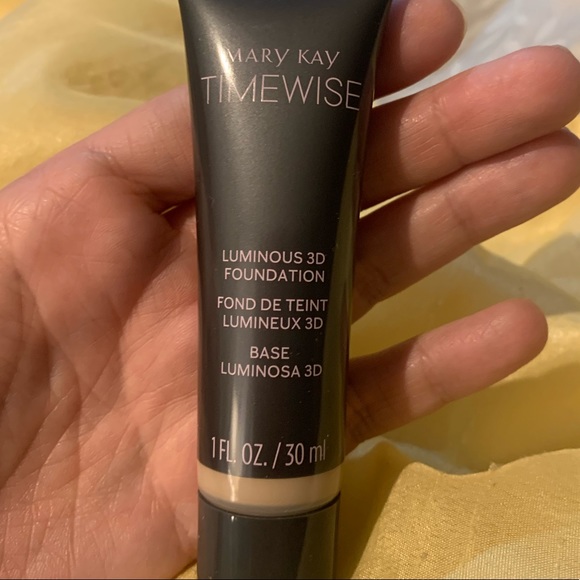 MARY KAY
TIMEWISE
LUMINOUS 3D
FOUNDATION
FOND DE TEINT
LUMINEUX 3D
BASE
LUMINOSA 3D
1 FL. OZ. / 30 ml